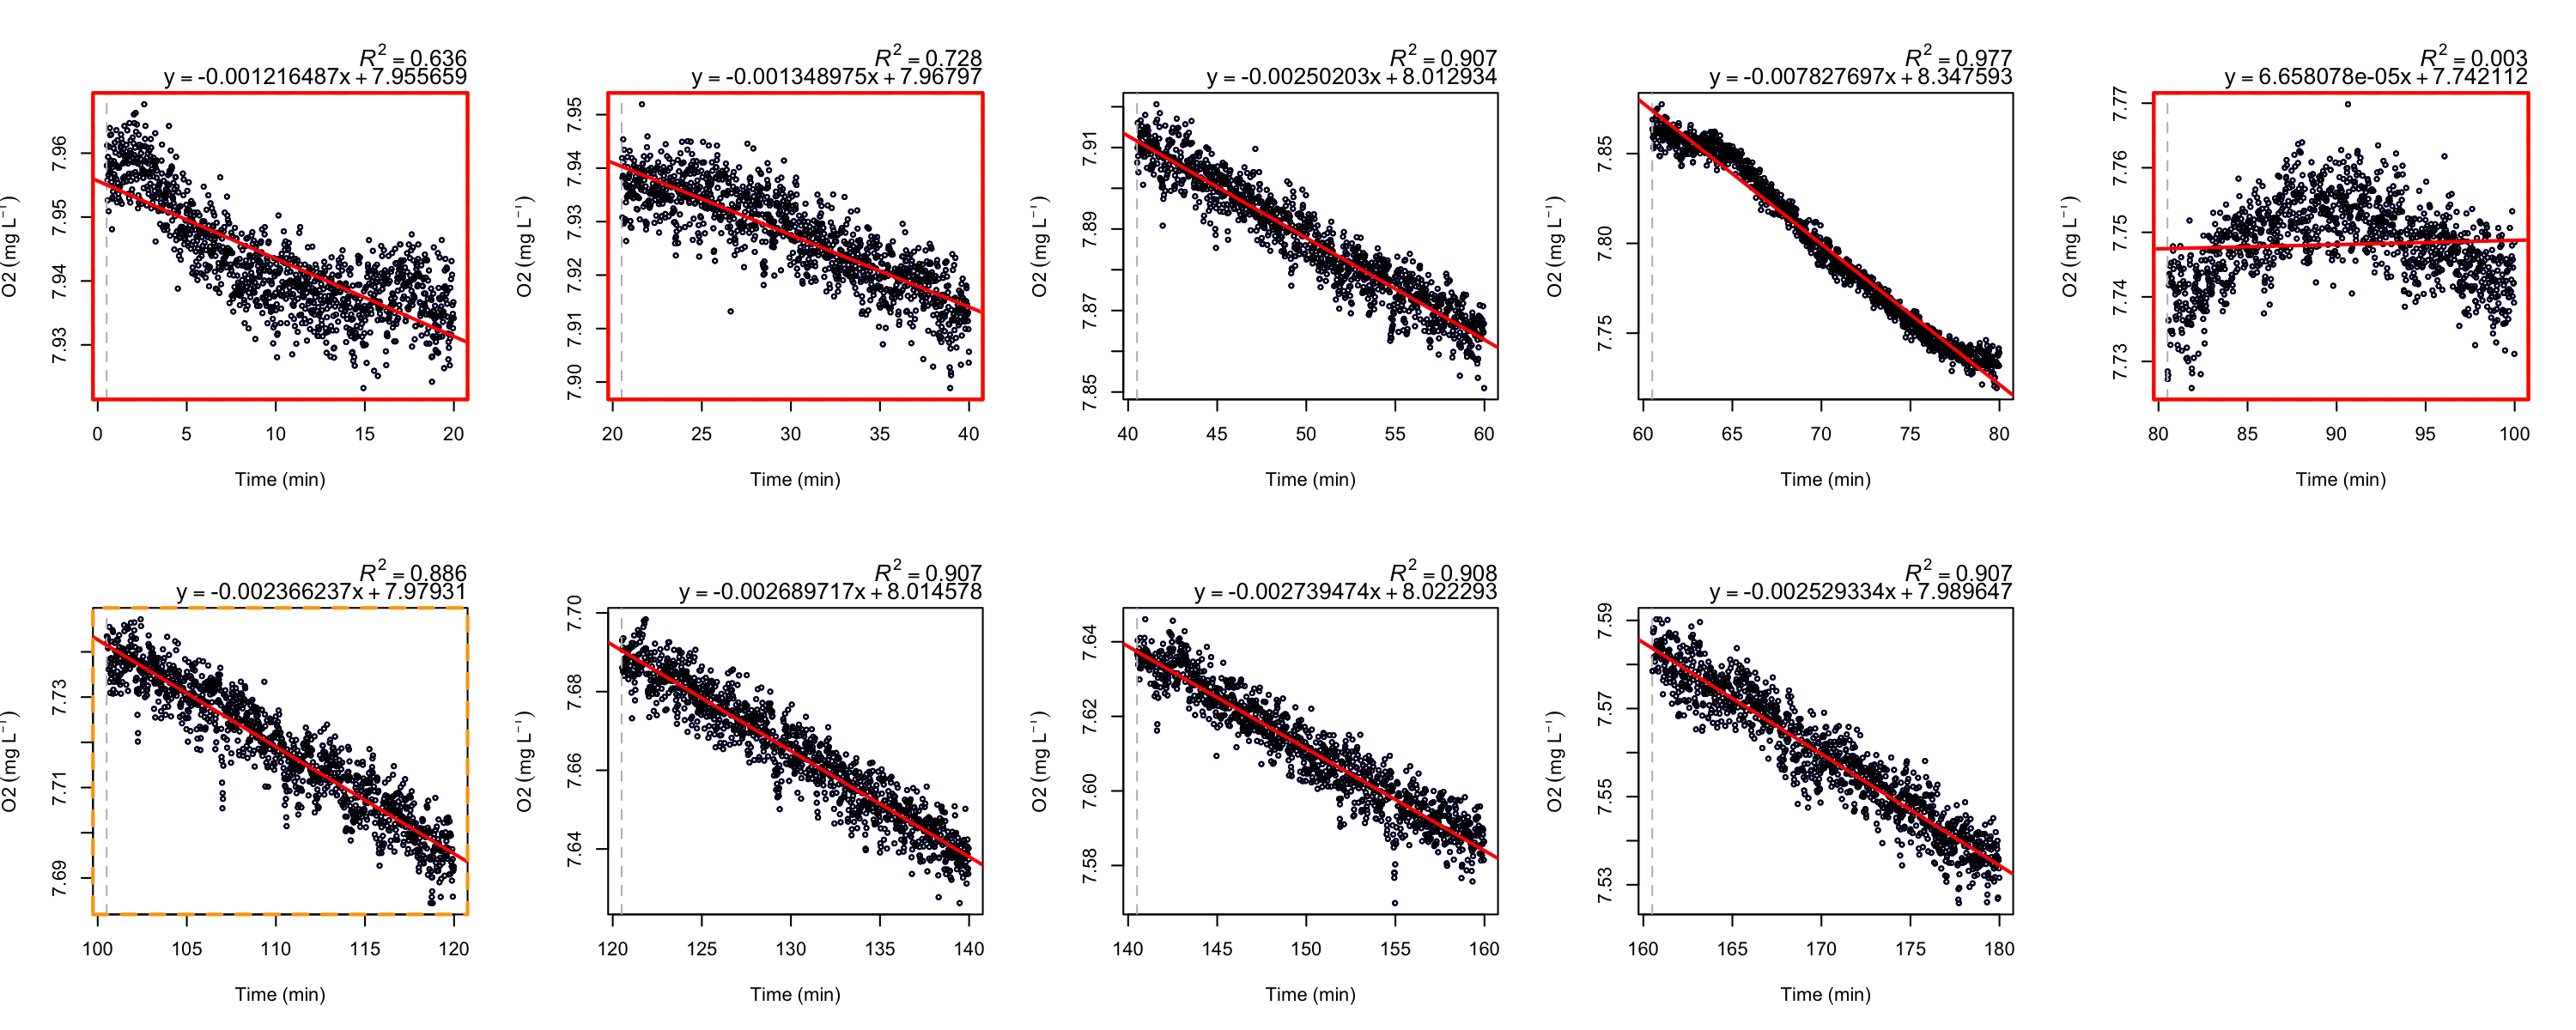 R² = 0.636
y = -0.001216487x + 7.955659
O2 (mg L⁻¹)
7.96
7.95
7.94
7.93
0 5 10 15 20
Time (min)
R² = 0.728
y = -0.001348975x + 7.96797
O2 (mg L⁻¹)
7.95
7.94
7.93
7.92
7.91
7.90
20 25 30 35 40
Time (min)
R² = 0.907
y = -0.00250203x + 8.012934
O2 (mg L⁻¹)
7.91
7.89
7.87
7.85
40 45 50 55 60
Time (min)
R² = 0.977
y = -0.007827697x + 8.347593
O2 (mg L⁻¹)
7.85
7.80
7.75
60 65 70 75 80
Time (min)
R² = 0.003
y = 6.658078e-05x + 7.742112
O2 (mg L⁻¹)
7.77
7.76
7.75
7.74
7.73
80 85 90 95 100
Time (min)
R² = 0.886
y = -0.002366237x + 7.97931
O2 (mg L⁻¹)
7.73
7.71
7.69
100 105 110 115 120
Time (min)
R² = 0.907
y = -0.002689717x + 8.014578
O2 (mg L⁻¹)
7.70
7.68
7.66
7.64
120 125 130 135 140
Time (min)
R² = 0.908
y = -0.002739474x + 8.022293
O2 (mg L⁻¹)
7.64
7.62
7.60
7.58
140 145 150 155 160
Time (min)
R² = 0.907
y = -0.002529334x + 7.989647
O2 (mg L⁻¹)
7.59
7.57
7.55
7.53
160 165 170 175 180
Time (min)